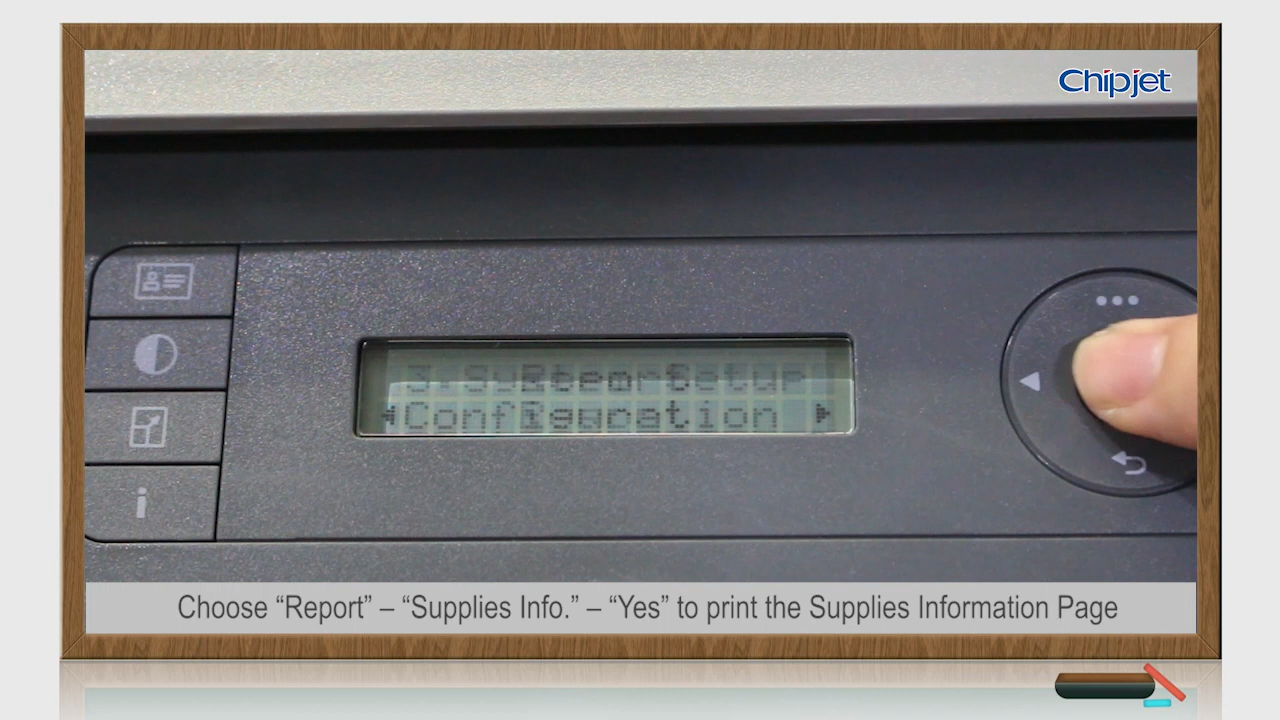 Chipjet
Configuration
Choose “Report” – “Supplies Info.” – “Yes” to print the Supplies Information Page